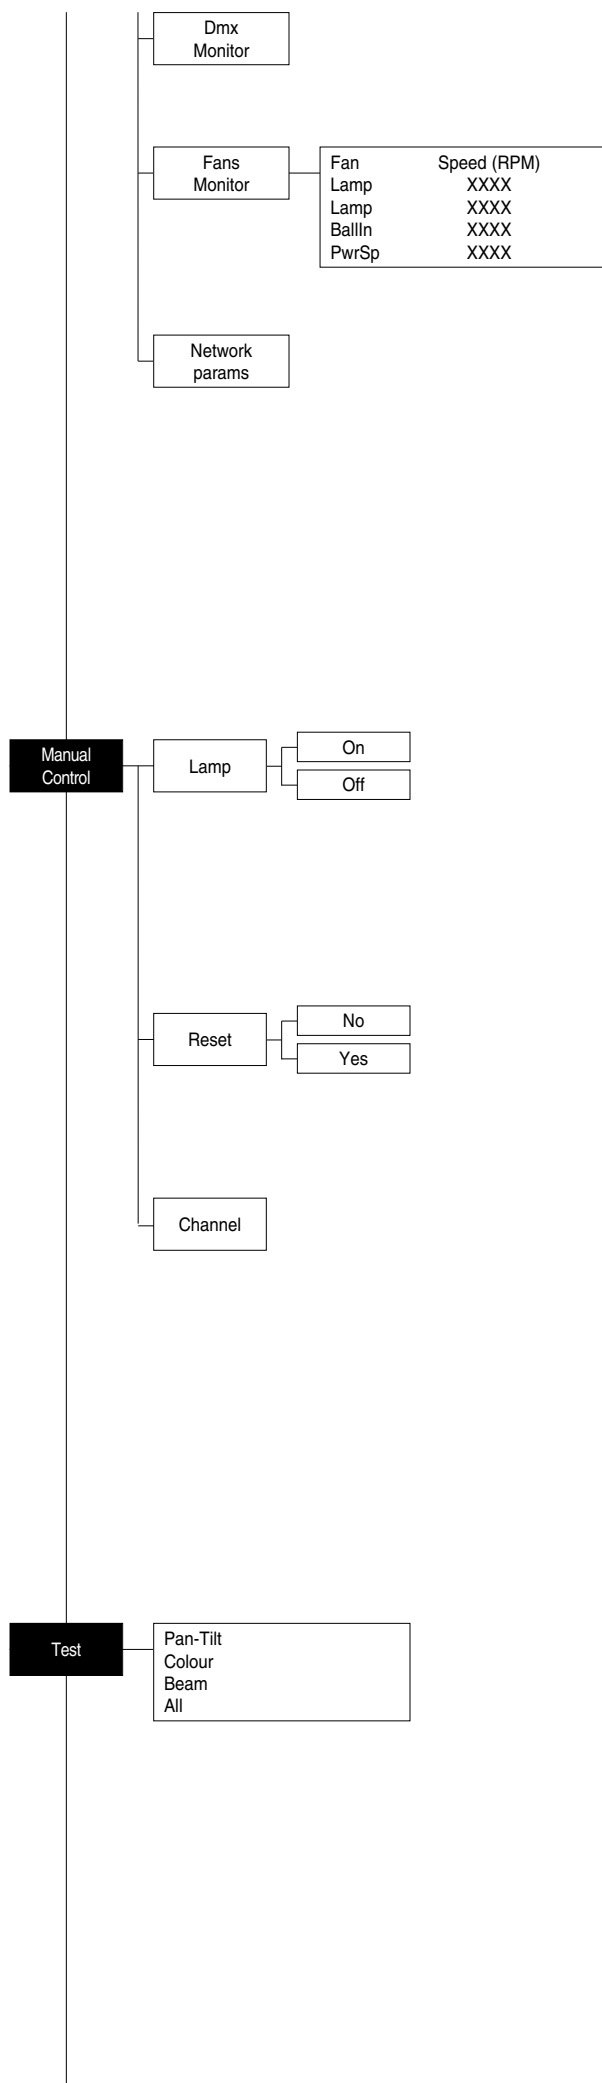 Dmx
Monitor
Fans
Monitor
Fan Speed (RPM)
Lamp XXXX
Lamp XXXX
BallIn XXXX
PwrSp XXXX
Network
params
Manual
Control
Lamp
On
Off
Reset
No
Yes
Channel
Test
Pan-Tilt
Colour
Beam
All